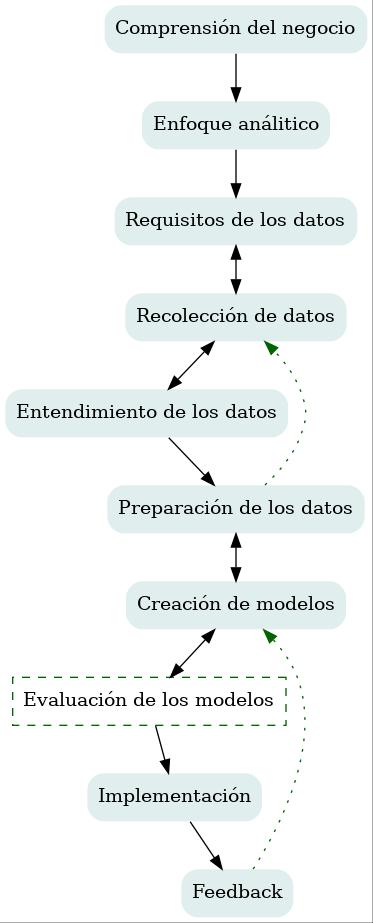 Comprensión del negocio
Enfoque análitico
Requisitos de los datos
Recolección de datos
Entendimiento de los datos
Preparación de los datos
Creación de modelos
Evaluación de los modelos
Implementación
Feedback